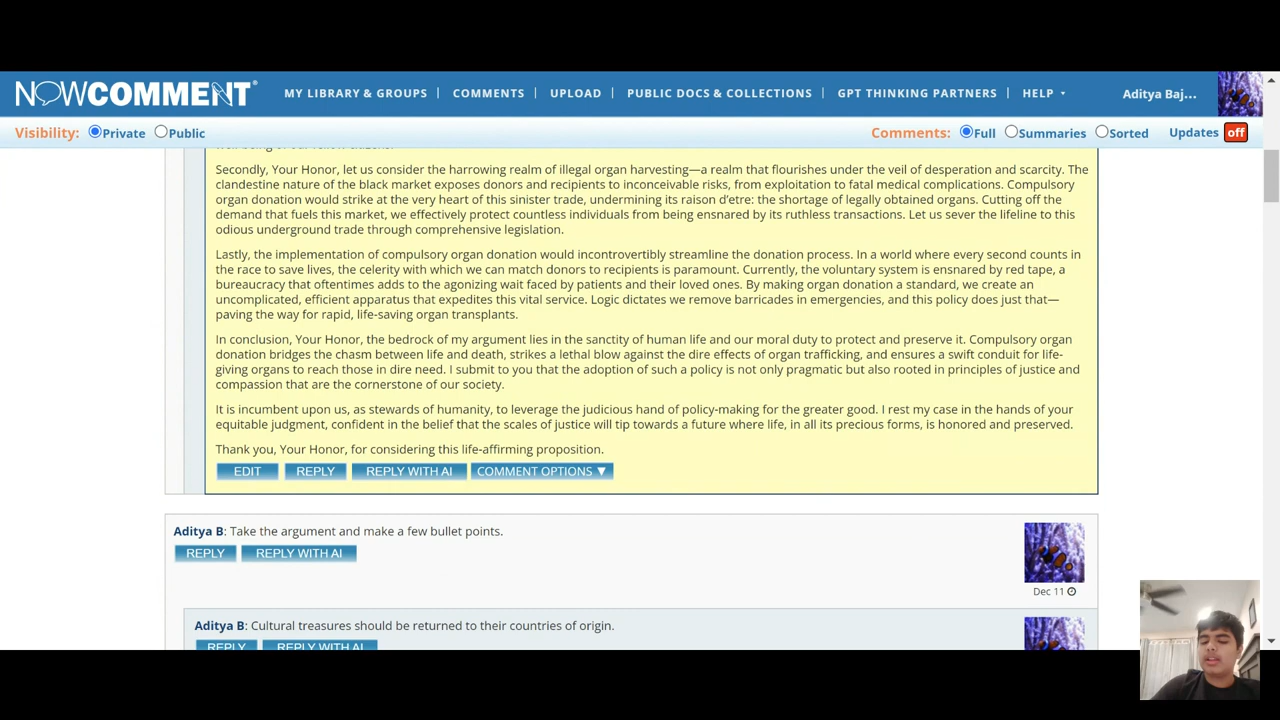 NOWCOMMENT®
MY LIBRARY & GROUPS | COMMENTS | UPLOAD | PUBLIC DOCS & COLLECTIONS | GPT THINKING PARTNERS | HELP
Aditya Baj...
Visibility: Private Public
Comments: Full Summaries Sorted Updates off
Secondly, Your Honor, let us consider the harrowing realm of illegal organ harvesting—a realm that flourishes under the veil of desperation and scarcity. The
clandestine nature of the black market exposes donors and recipients to inconceivable risks, from exploitation to fatal medical complications. Compulsory
organ donation would strike at the very heart of this sinister trade, undermining its raison d'etre: the shortage of legally obtained organs. Cutting off the
demand that fuels this market, we effectively protect countless individuals from being ensnared by its ruthless transactions. Let us sever the lifeline to this
odious underground trade through comprehensive legislation.
Lastly, the implementation of compulsory organ donation would incontrovertibly streamline the donation process. In a world where every second counts in
the race to save lives, the celerity with which we can match donors to recipients is paramount. Currently, the voluntary system is ensnared by red tape, a
bureaucracy that oftentimes adds to the agonizing wait faced by patients and their loved ones. By making organ donation a standard, we create an
uncomplicated, efficient apparatus that expedites this vital service. Logic dictates we remove barricades in emergencies, and this policy does just that—
paving the way for rapid, life-saving organ transplants.
In conclusion, Your Honor, the bedrock of my argument lies in the sanctity of human life and our moral duty to protect and preserve it. Compulsory organ
donation bridges the chasm between life and death, strikes a lethal blow against the dire effects of organ trafficking, and ensures a swift conduit for life-
giving organs to reach those in dire need. I submit to you that the adoption of such a policy is not only pragmatic but also rooted in principles of justice and
compassion that are the cornerstone of our society.
It is incumbent upon us, as stewards of humanity, to leverage the judicious hand of policy-making for the greater good. I rest my case in the hands of your
equitable judgment, confident in the belief that the scales of justice will tip towards a future where life, in all its precious forms, is honored and preserved.
Thank you, Your Honor, for considering this life-affirming proposition.
EDIT REPLY REPLY WITH AI COMMENT OPTIONS ▼
Aditya B: Take the argument and make a few bullet points.
REPLY REPLY WITH AI
Dec 11
Aditya B: Cultural treasures should be returned to their countries of origin.
REPLY REPLY WITH AI